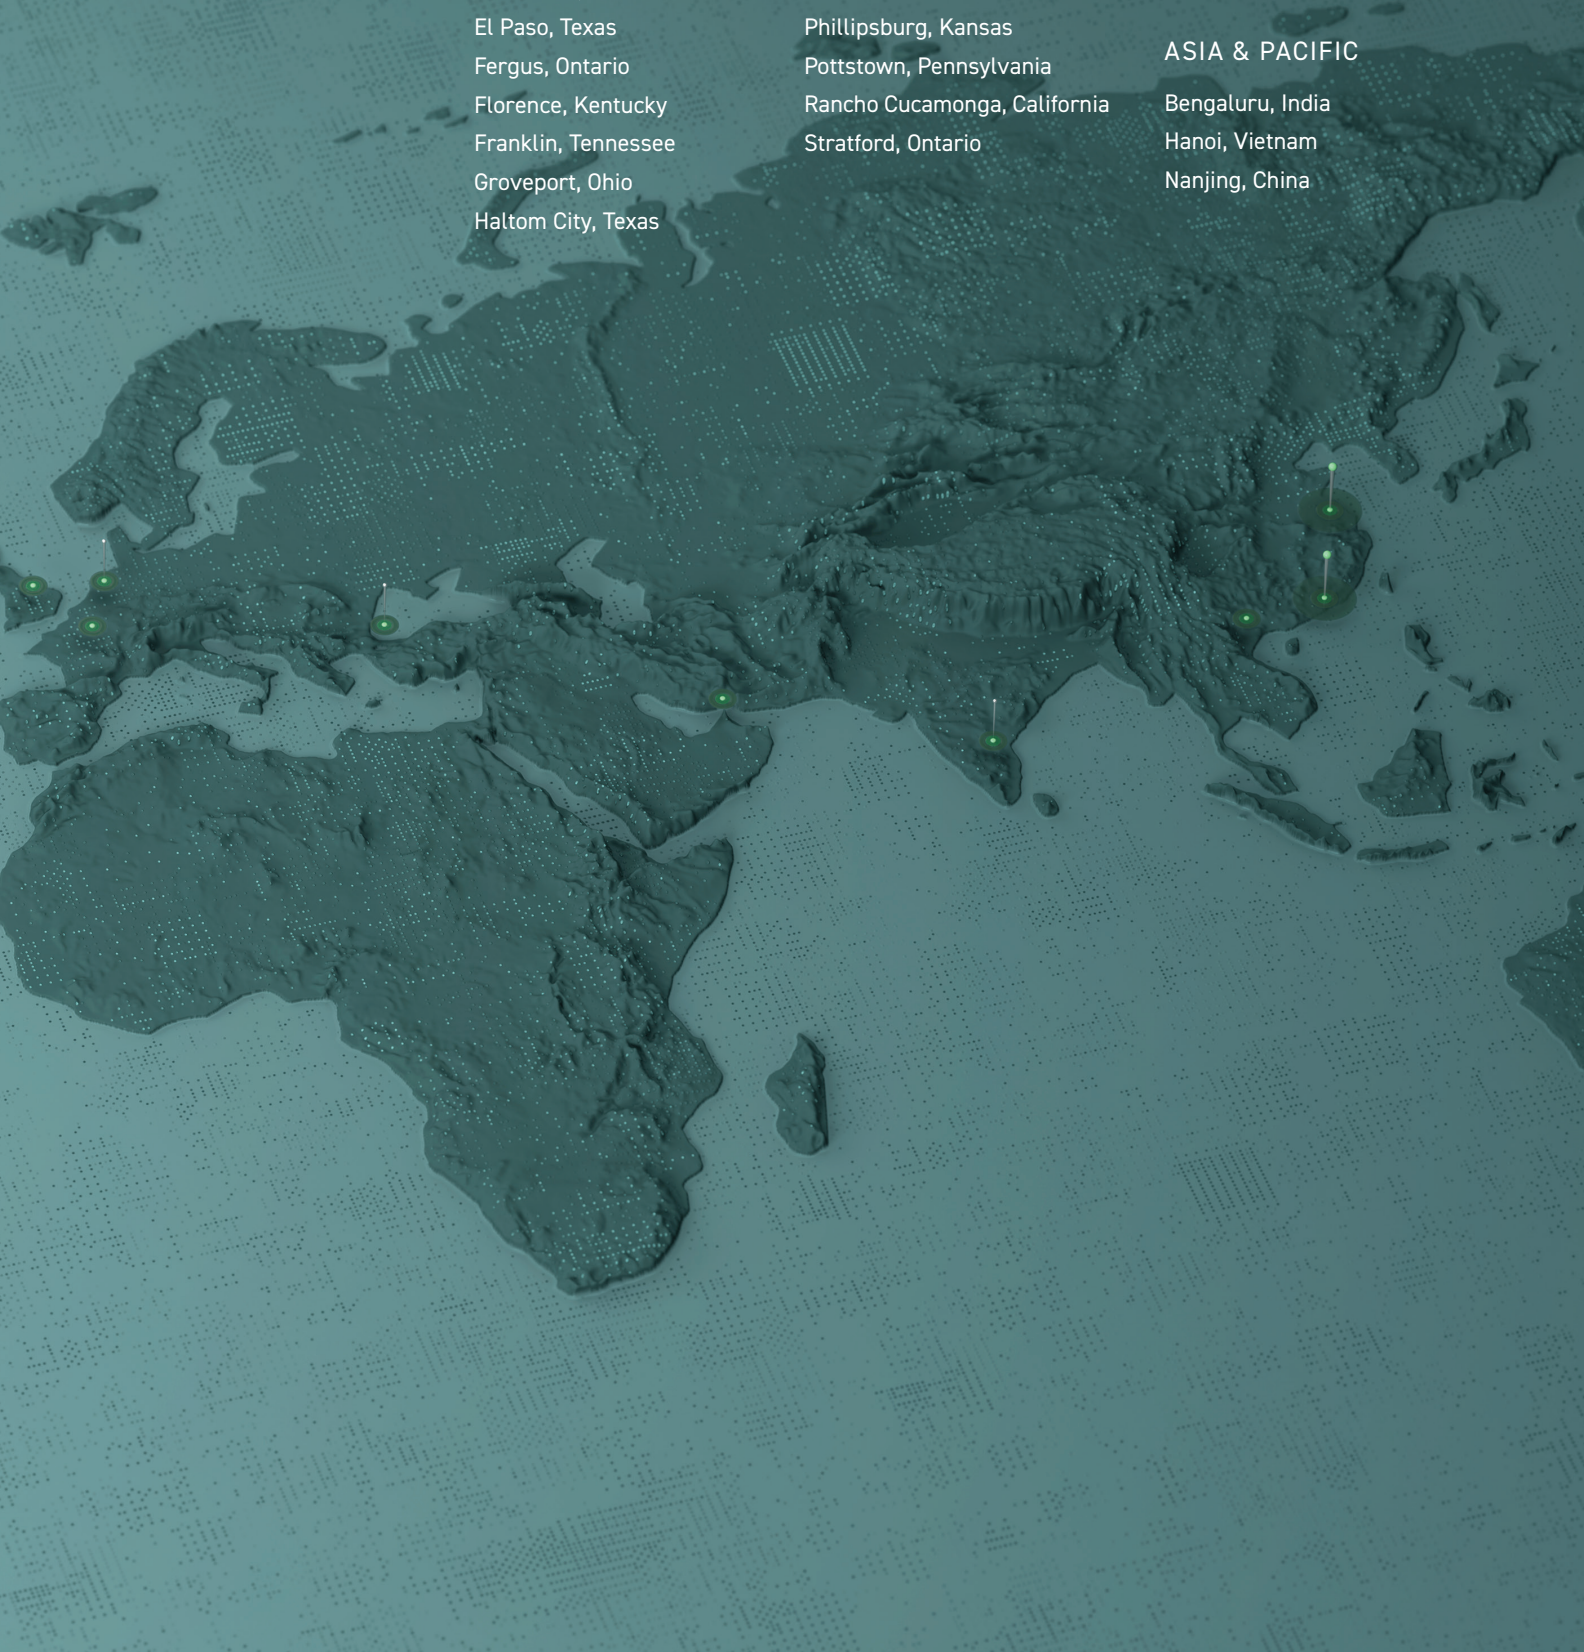 El Paso, Texas
Fergus, Ontario
Florence, Kentucky
Franklin, Tennessee
Groveport, Ohio
Haltom City, Texas
Phillipsburg, Kansas
Pottstown, Pennsylvania
Rancho Cucamonga, California
Stratford, Ontario
ASIA & PACIFIC
Bengaluru, India
Hanoi, Vietnam
Nanjing, China